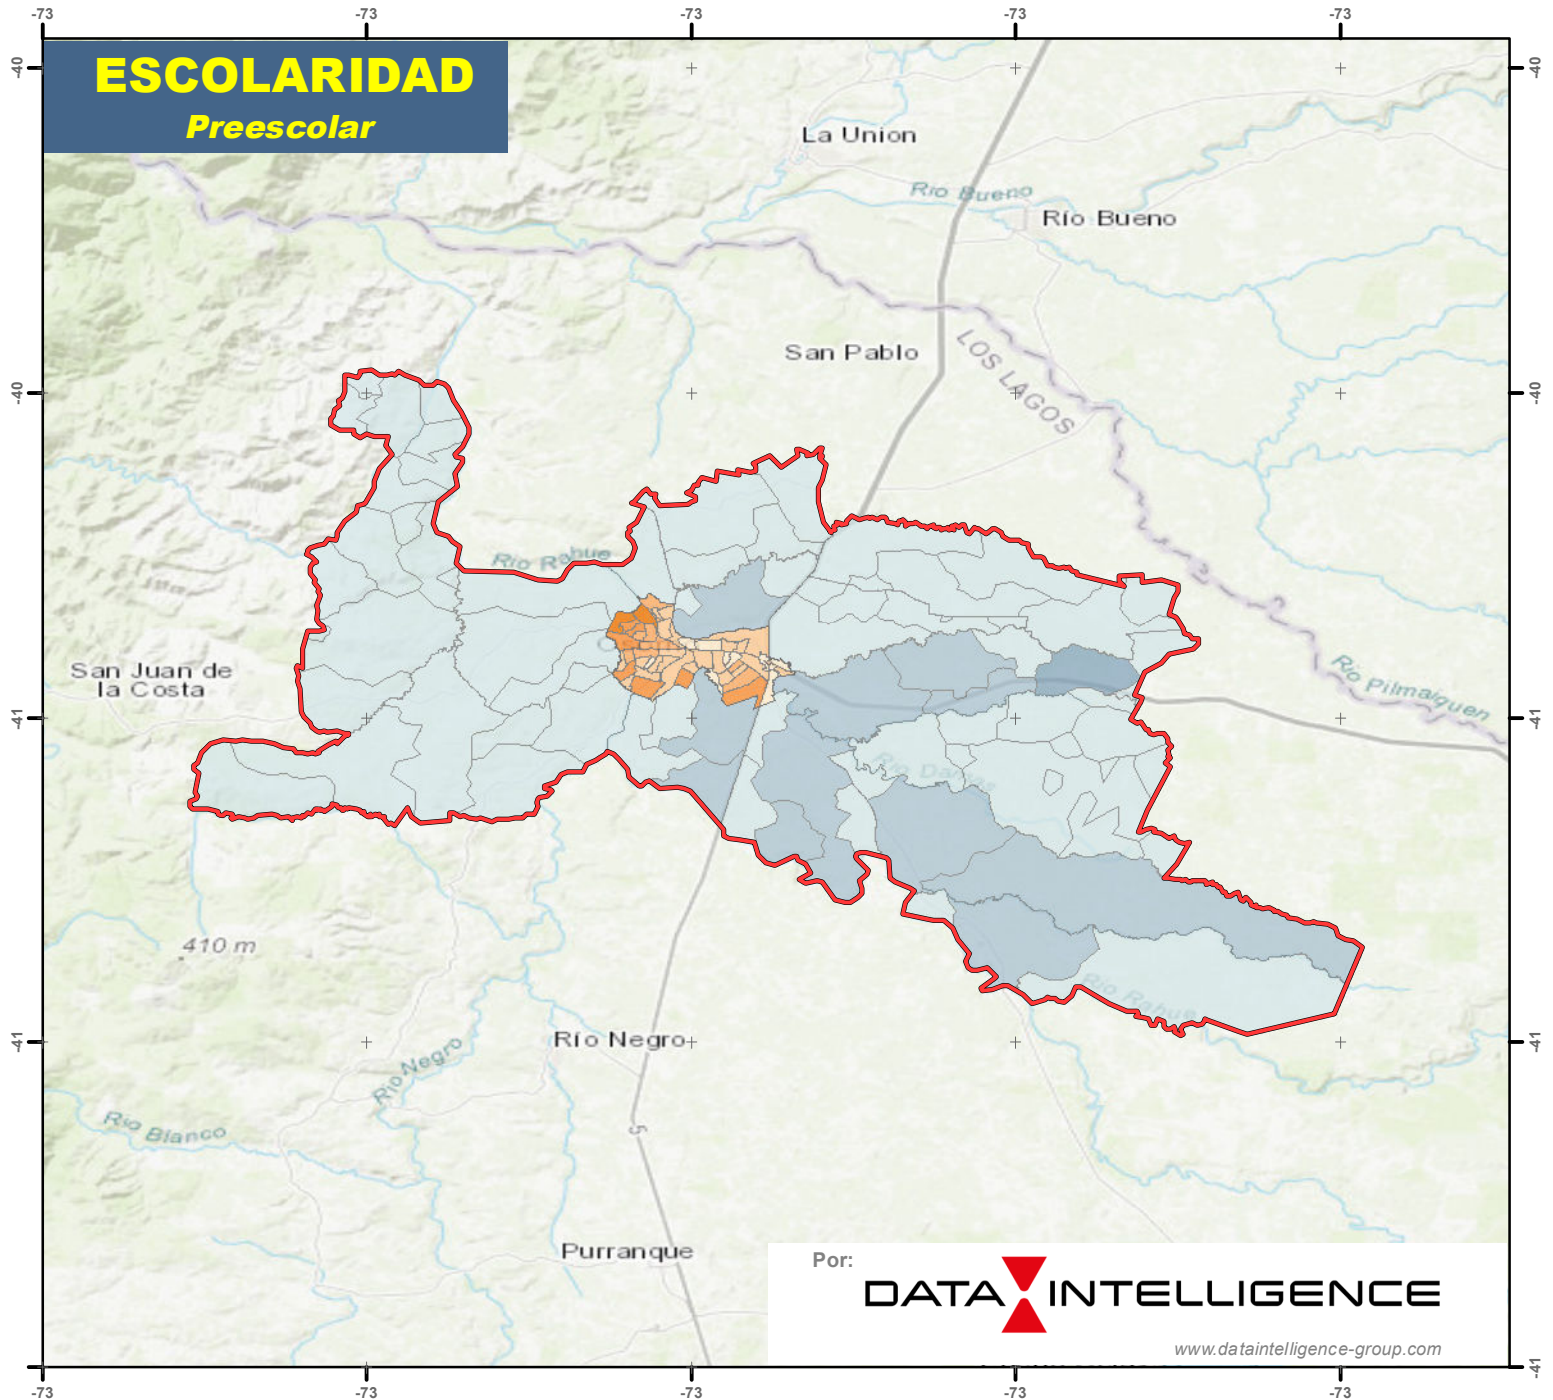 -73 -73 -73 -73 -73
ESCOLARIDAD
Preescolar
-40 -40
La Union
Rio Bueno
Río Bueno
San Pablo
LOS LAGOS
-40 -40
Rio Rahue
San Juan de
la Costa
Rio Pilmaiquen
-41 -41
Rio Damas
410 m
Rio Rahue
Río Negro
-41 -41
Rio Negro
Rio Blanco
5
Purranque
Por:
DATA INTELLIGENCE
www.dataintelligence-group.com
-41
-73 -73 -73 -73 -73